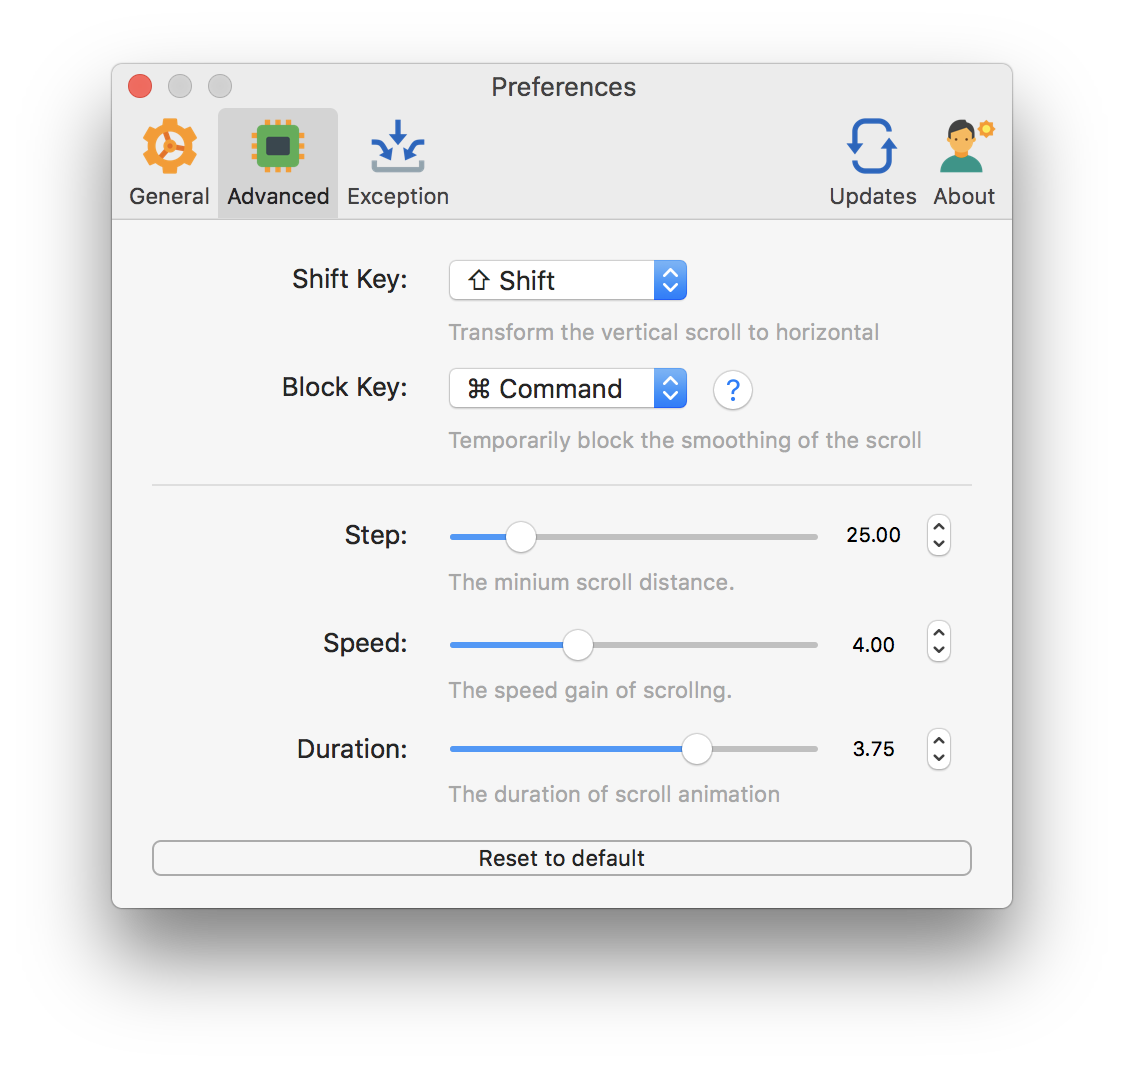 Preferences
General Advanced Exception Updates About
Shift Key: ⇧ Shift
Transform the vertical scroll to horizontal
Block Key: ⌘ Command ?
Temporarily block the smoothing of the scroll
Step: 25.00
The minium scroll distance.
Speed: 4.00
The speed gain of scrollng.
Duration: 3.75
The duration of scroll animation
Reset to default